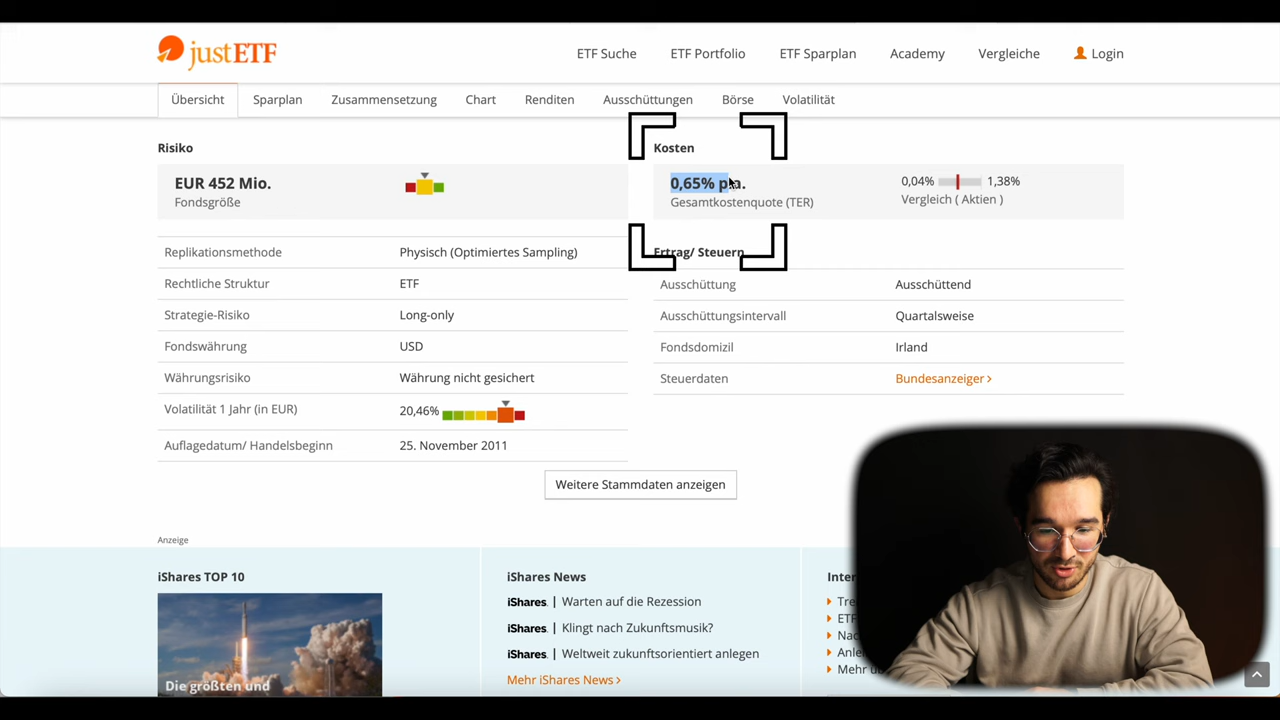 justETF
ETF Suche
ETF Portfolio
ETF Sparplan
Academy
Vergleiche
Login
Übersicht
Sparplan
Zusammensetzung
Chart
Renditen
Ausschüttungen
Börse
Volatilität
Risiko
EUR 452 Mio.
Fondsgröße
Replikationsmethode Physisch (Optimiertes Sampling)
Rechtliche Struktur ETF
Strategie-Risiko Long-only
Fondswährung USD
Währungsrisiko Währung nicht gesichert
Volatilität 1 Jahr (in EUR) 20,46%
Auflagedatum/ Handelsbeginn 25. November 2011
Kosten
0,65% p.a.
Gesamtkostenquote (TER)
0,04% 1,38%
Vergleich ( Aktien )
Ertrag/ Steuern
Ausschüttung Ausschüttend
Ausschüttungsintervall Quartalsweise
Fondsdomizil Irland
Steuerdaten Bundesanzeiger >
Weitere Stammdaten anzeigen
Anzeige
iShares TOP 10
Die größten und
iShares News
iShares. | Warten auf die Rezession
iShares. | Klingt nach Zukunftsmusik?
iShares. | Weltweit zukunftsorientiert anlegen
Mehr iShares News >
ETF
Mehr